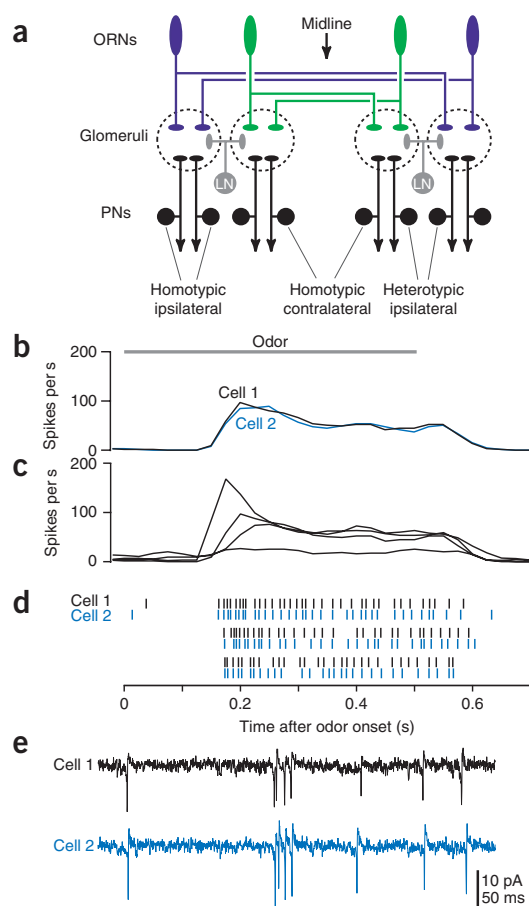 a
ORNs
Midline
Glomeruli
LN
LN
PNs
Homotypic
ipsilateral
Homotypic
contralateral
Heterotypic
ipsilateral
b
Odor
200
100
0
Spikes per s
Cell 1
Cell 2
c
200
100
0
Spikes per s
d
Cell 1
Cell 2
0
0.2
0.4
0.6
Time after odor onset (s)
e
Cell 1
Cell 2
10 pA
50 ms